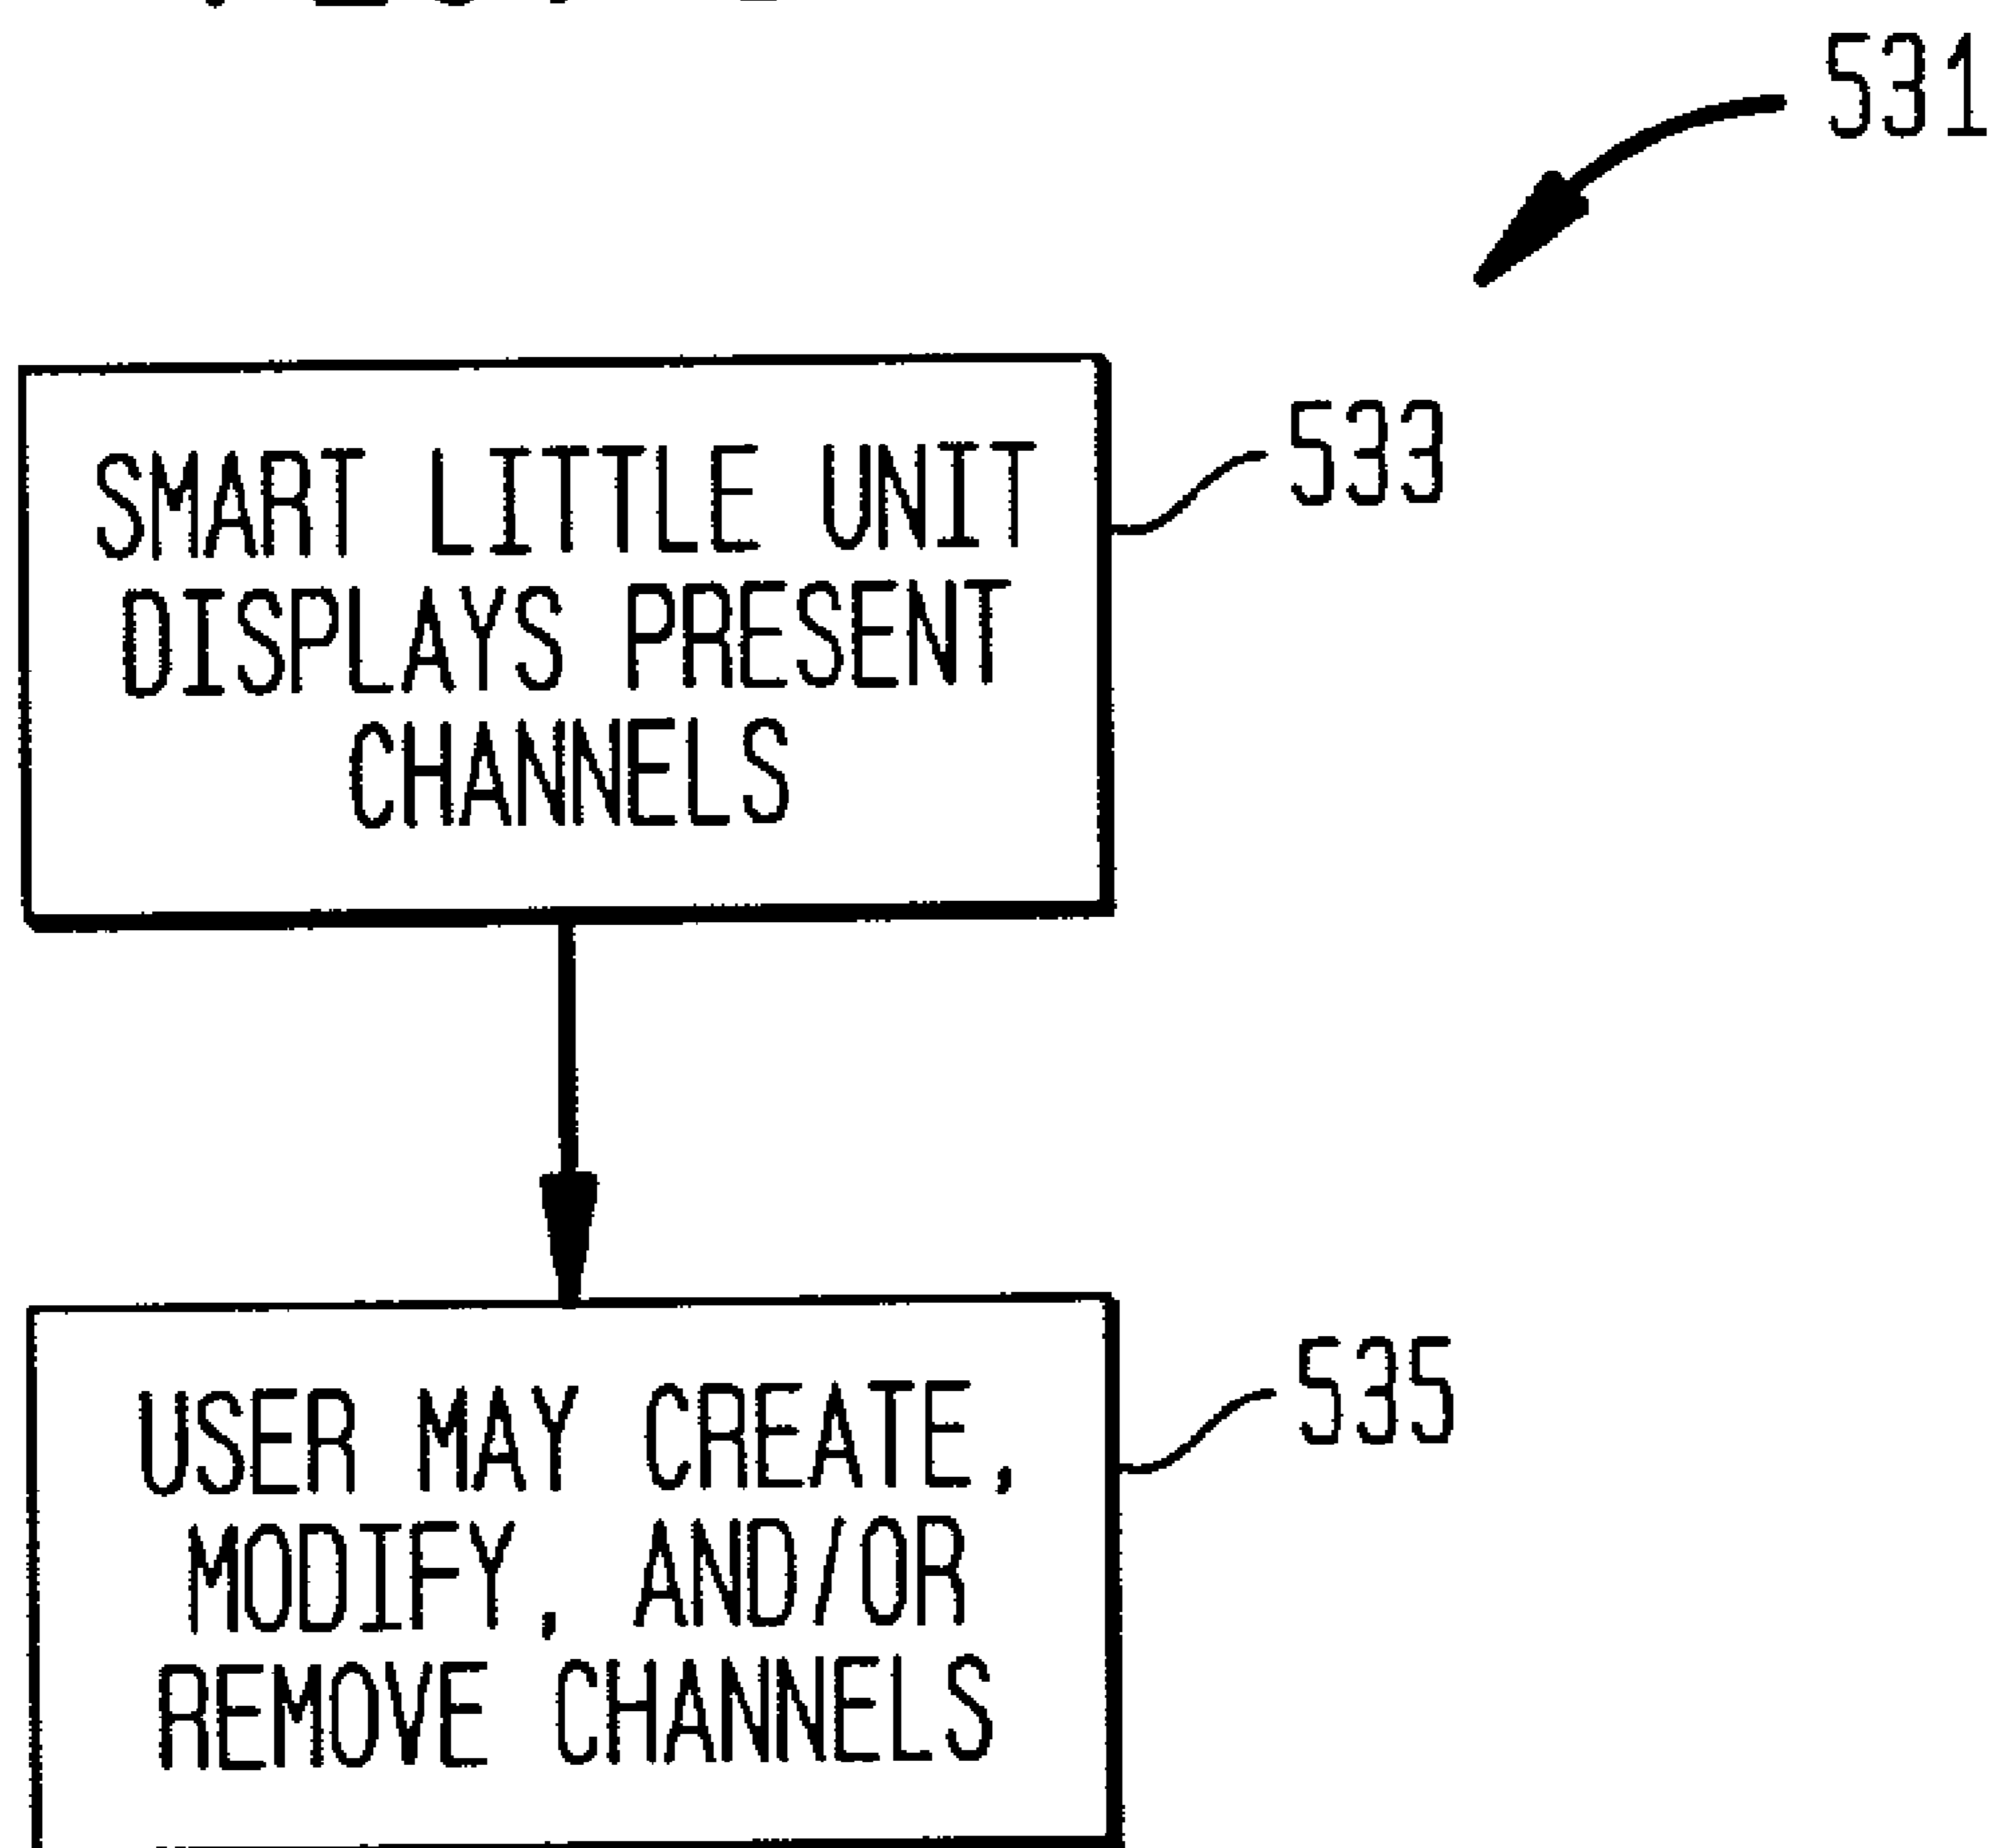 531
SMART LITTLE UNIT
533
DISPLAYS PRESENT
CHANNELS
USER MAY CREATE,
535
MODIFY, AND/OR
REMOVE CHANNELS